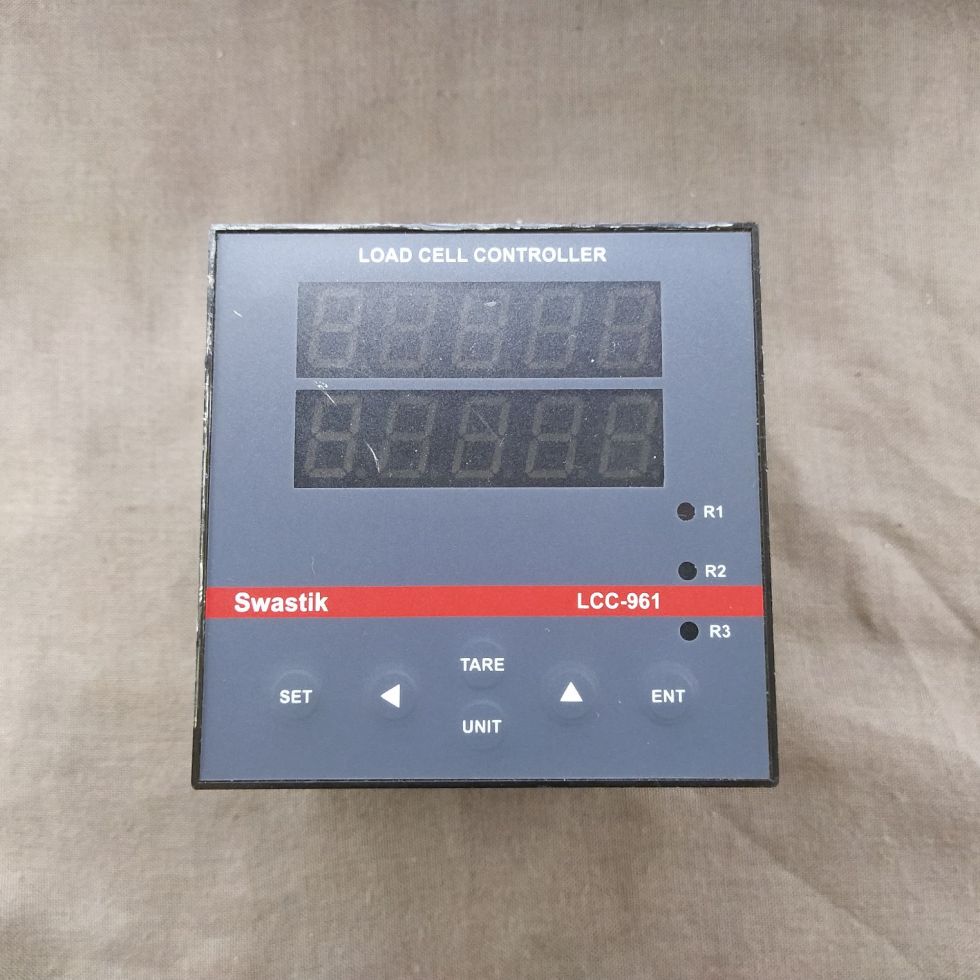 LOAD CELL CONTROLLER
R1
R2
Swastik LCC-961
R3
TARE
SET ◀ ▲ ENT
UNIT